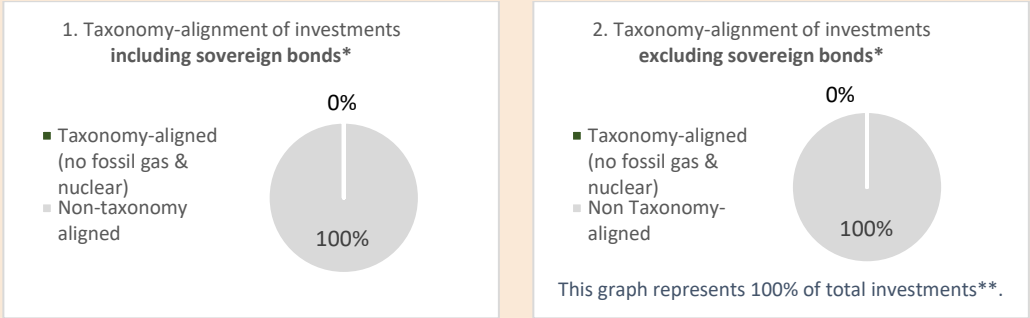 1. Taxonomy-alignment of investments
including sovereign bonds*
0%
Taxonomy-aligned
(no fossil gas &
nuclear)
Non-taxonomy
aligned
100%
2. Taxonomy-alignment of investments
excluding sovereign bonds*
0%
Taxonomy-aligned
(no fossil gas &
nuclear)
Non Taxonomy-
aligned
100%
This graph represents 100% of total investments**.